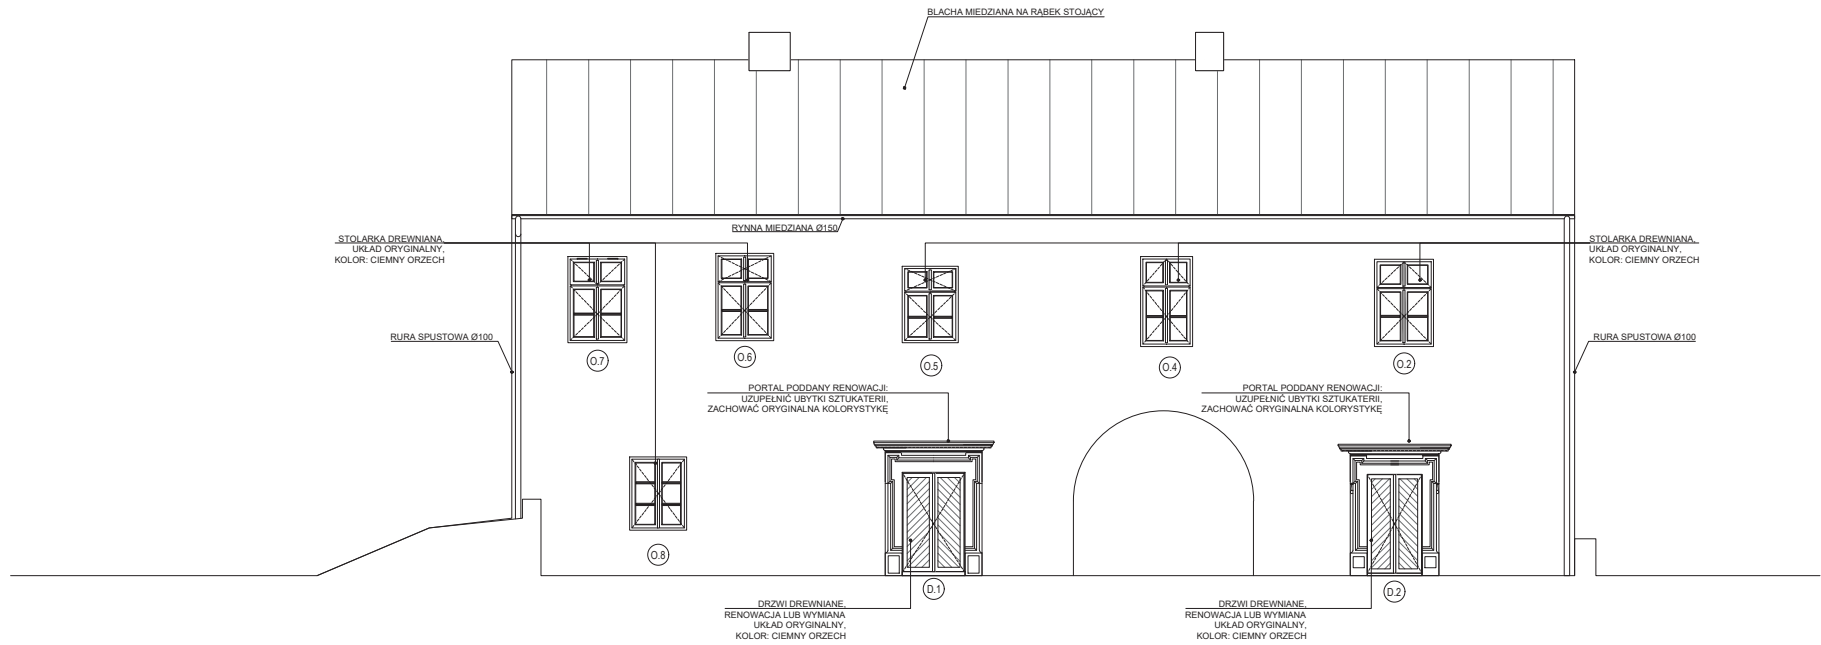 BLACHA MIEDZIANA NA RĄBEK STOJĄCY
RYNNA MIEDZIANA Ø150
STOLARKA DREWNIANA,
UKŁAD ORYGINALNY,
KOLOR: CIEMNY ORZECH
STOLARKA DREWNIANA,
UKŁAD ORYGINALNY,
KOLOR: CIEMNY ORZECH
RURA SPUSTOWA Ø100
RURA SPUSTOWA Ø100
O.7
O.6
O.5
O.4
O.2
PORTAL PODDANY RENOWACJI:
UZUPEŁNIĆ UBYTKI SZTUKATERII,
ZACHOWAĆ ORYGINALNA KOLORYSTYKĘ
PORTAL PODDANY RENOWACJI:
UZUPEŁNIĆ UBYTKI SZTUKATERII,
ZACHOWAĆ ORYGINALNA KOLORYSTYKĘ
O.8
D.1
D.2
DRZWI DREWNIANE,
RENOWACJA LUB WYMIANA
UKŁAD ORYGINALNY,
KOLOR: CIEMNY ORZECH
DRZWI DREWNIANE,
RENOWACJA LUB WYMIANA
UKŁAD ORYGINALNY,
KOLOR: CIEMNY ORZECH